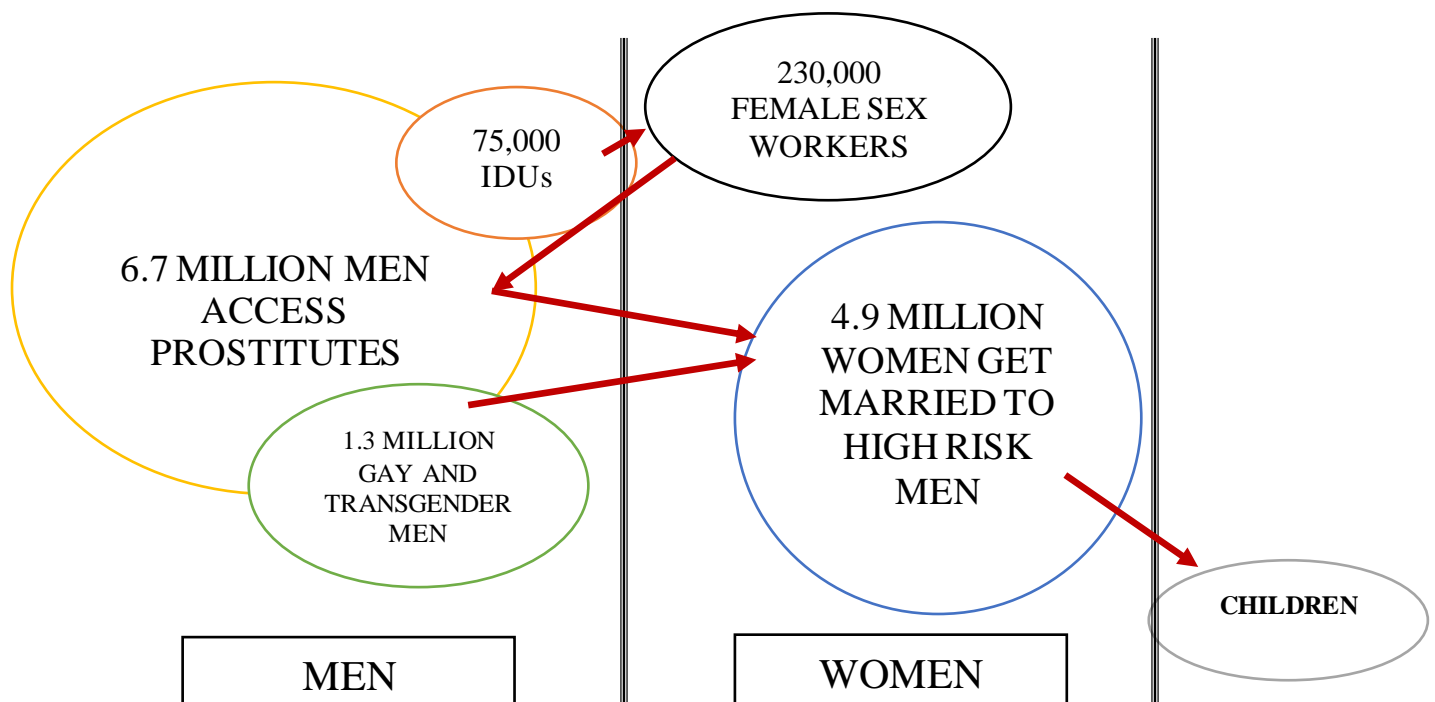 230,000
FEMALE SEX
WORKERS
75,000
IDUs
6.7 MILLION MEN
ACCESS
PROSTITUTES
4.9 MILLION
WOMEN GET
MARRIED TO
HIGH RISK
MEN
1.3 MILLION
GAY AND
TRANSGENDER
MEN
CHILDREN
MEN
WOMEN